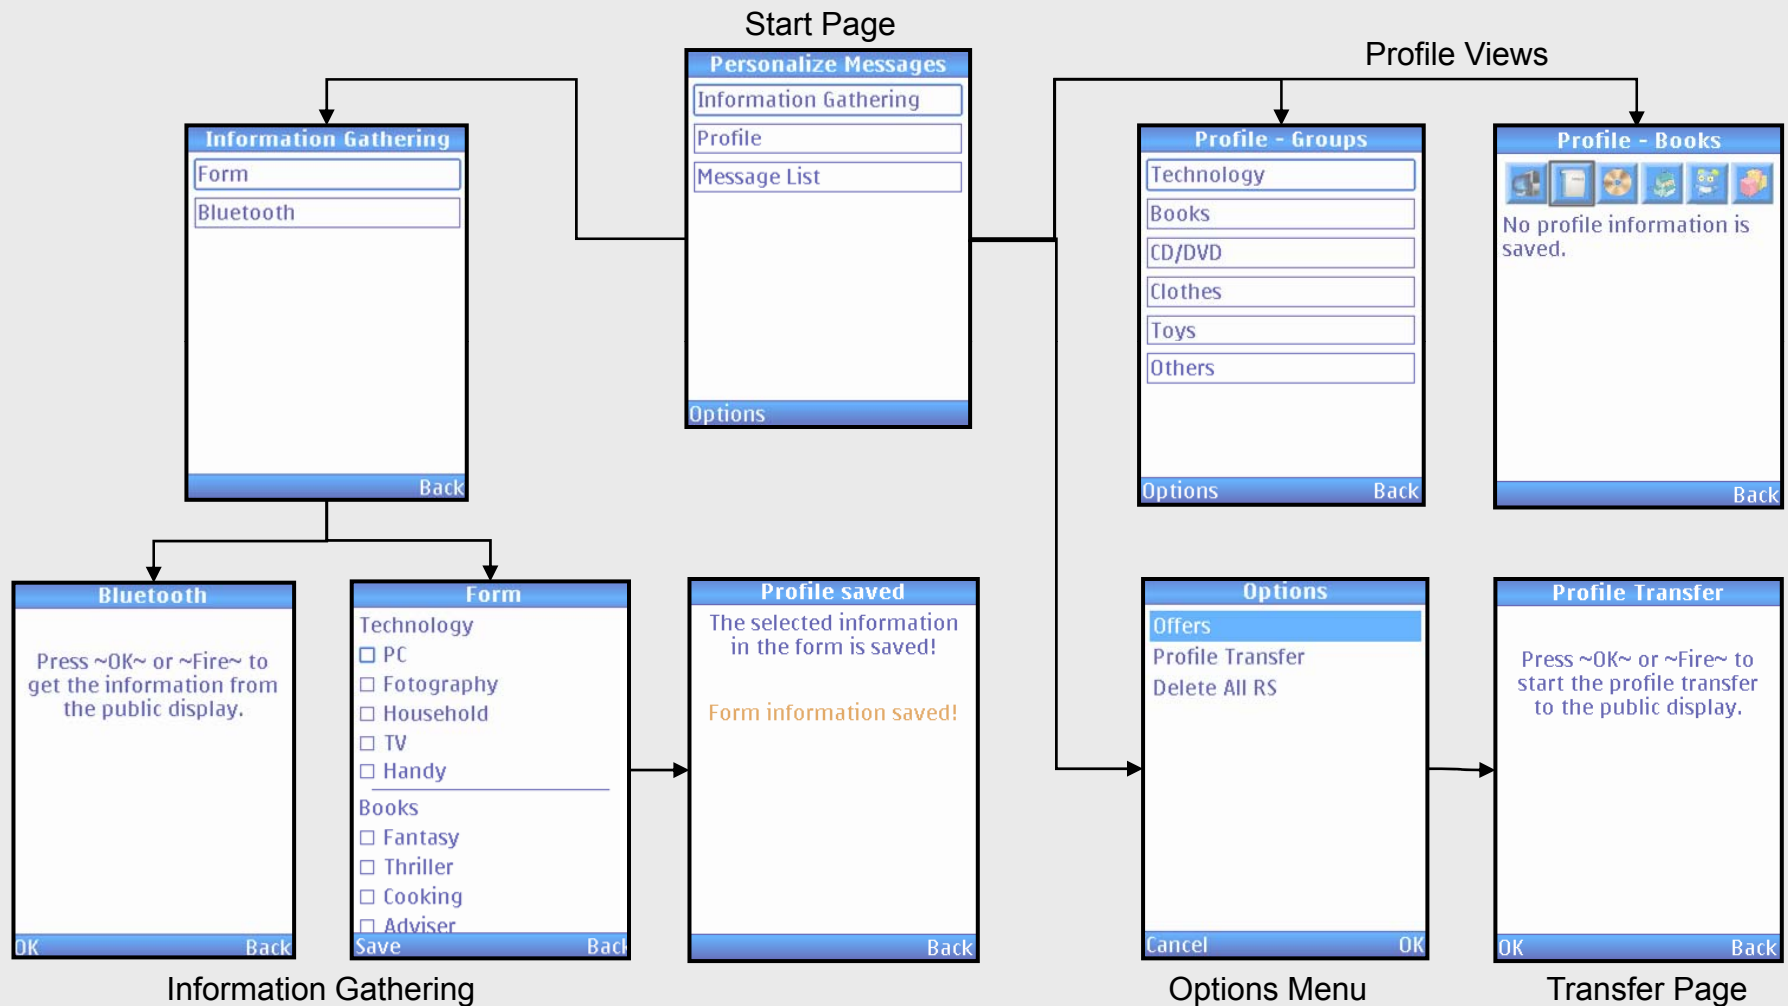 Start Page
Personalize Messages
Information Gathering
Profile
Message List
Options
Information Gathering
Form
Bluetooth
Back
Profile Views
Profile - Groups
Technology
Books
CD/DVD
Clothes
Toys
Others
Options Back
Profile - Books
No profile information is
saved.
Back
Bluetooth
Press ~OK~ or ~Fire~ to
get the information from
the public display.
OK Back
Form
Technology
PC
Fotography
Household
TV
Handy
Books
Fantasy
Thriller
Cooking
Adviser
Save Back
Profile saved
The selected information
in the form is saved!
Form information saved!
Back
Options
Offers
Profile Transfer
Delete All RS
Cancel OK
Profile Transfer
Press ~OK~ or ~Fire~ to
start the profile transfer
to the public display.
OK Back
Information Gathering
Options Menu
Transfer Page